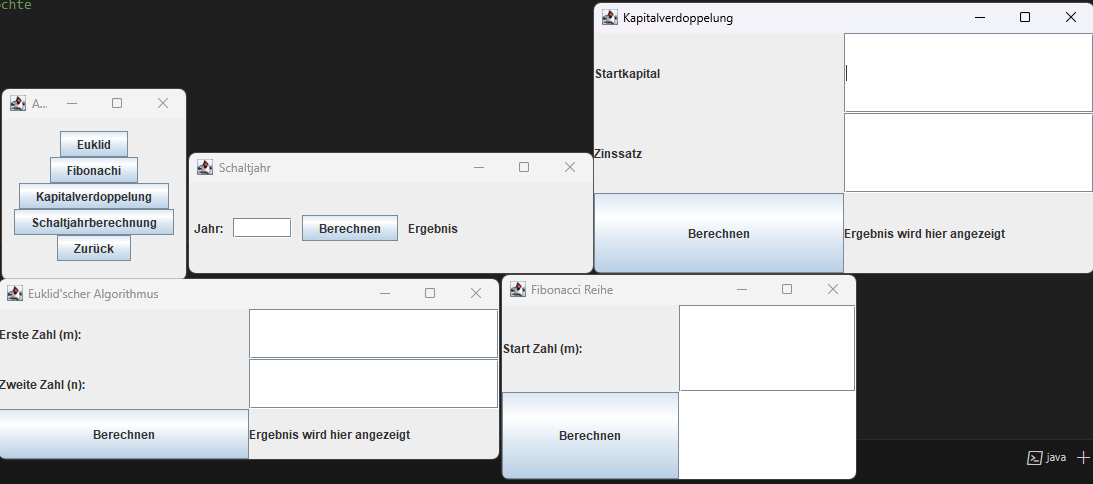 chte
Kapitalverdoppelung
Startkapital
Zinssatz
Berechnen
Ergebnis wird hier angezeigt
A...
Euklid
Fibonachi
Kapitalverdoppelung
Schaltjahrberechnung
Zurück
Schaltjahr
Jahr:
Berechnen
Ergebnis
Euklid'scher Algorithmus
Erste Zahl (m):
Zweite Zahl (n):
Berechnen
Ergebnis wird hier angezeigt
Fibonacci Reihe
Start Zahl (m):
Berechnen
java